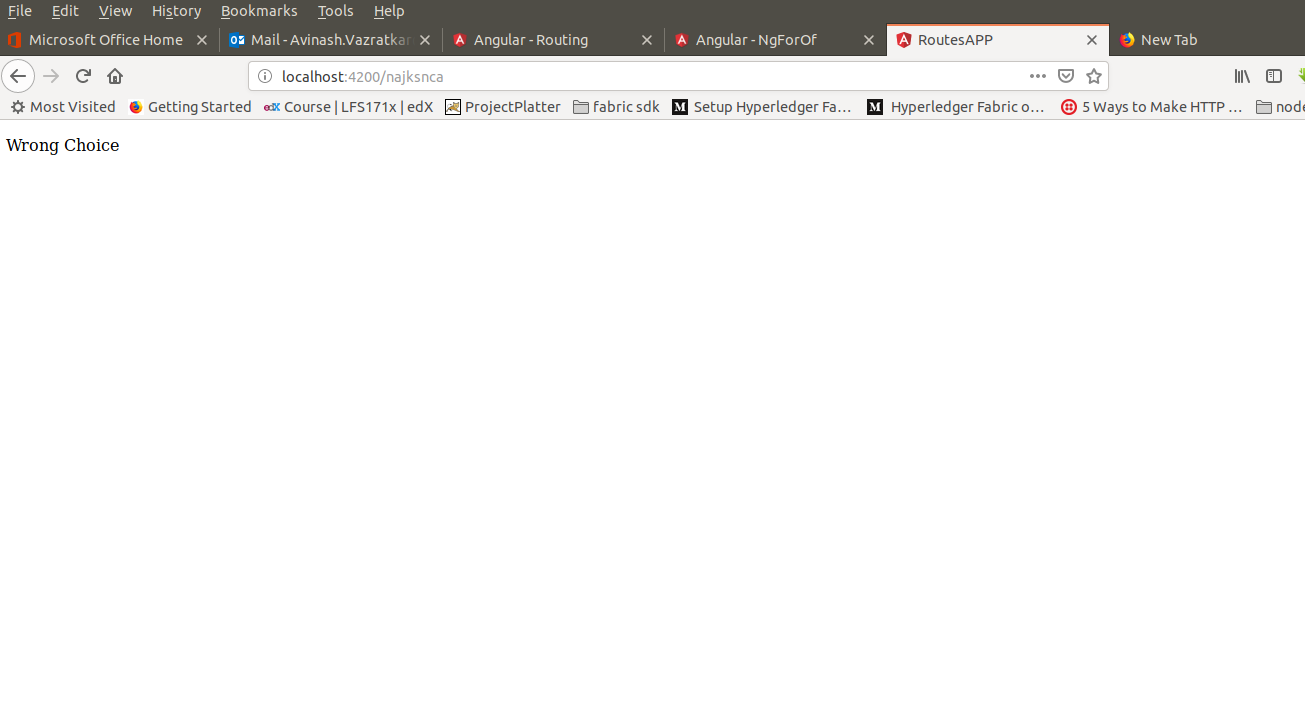 File Edit View History Bookmarks Tools Help
Microsoft Office Home Mail - Avinash.Vazratkar Angular - Routing Angular - NgForOf RoutesAPP New Tab
localhost:4200/najksnca
Most Visited Getting Started edX Course | LFS171x | edX ProjectPlatter fabric sdk M Setup Hyperledger Fa… M Hyperledger Fabric o… 5 Ways to Make HTTP … node
Wrong Choice